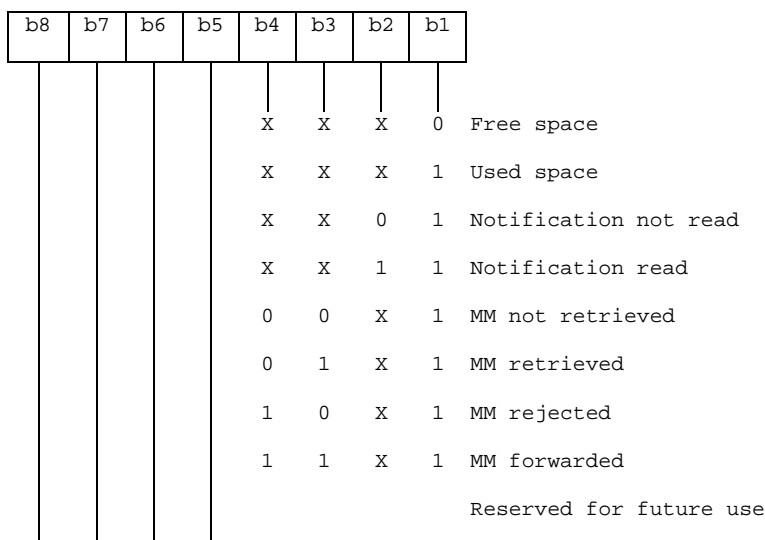 b8 b7 b6 b5 b4 b3 b2 b1
X X X 0 Free space
X X X 1 Used space
X X 0 1 Notification not read
X X 1 1 Notification read
0 0 X 1 MM not retrieved
0 1 X 1 MM retrieved
1 0 X 1 MM rejected
1 1 X 1 MM forwarded
Reserved for future use